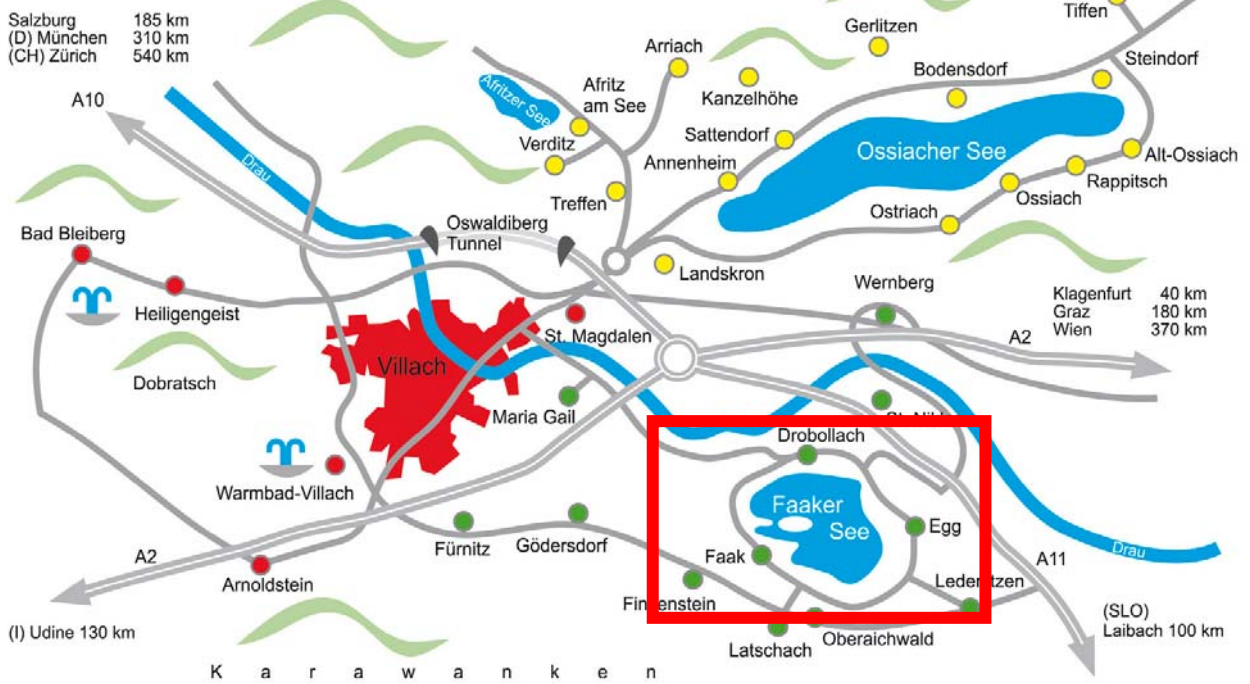 Salzburg 185 km
(D) München 310 km
(CH) Zürich 540 km
Tiffen
Gerlitzen
Steindorf
Arriach
Bodensdorf
Afritz
am See
Kanzelhöhe
Afritzer See
A10
Verditz
Sattendorf
Ossiacher See
Alt-Ossiach
Drau
Annenheim
Rappitsch
Treffen
Ossiach
Ostriach
Oswaldiberg
Tunnel
Bad Bleiberg
Landskron
Wernberg
Klagenfurt 40 km
Graz 180 km
Wien 370 km
Heiligengeist
St. Magdalen
A2
Villach
Dobratsch
Maria Gail
Drobollach
Warmbad-Villach
Faaker
See
Egg
Fürnitz
Gödersdorf
Faak
A2
A11
Drau
Arnoldstein
Finkenstein
(SLO)
Laibach 100 km
(I) Udine 130 km
Latschach
Oberaichwald
K a r a w a n k e n